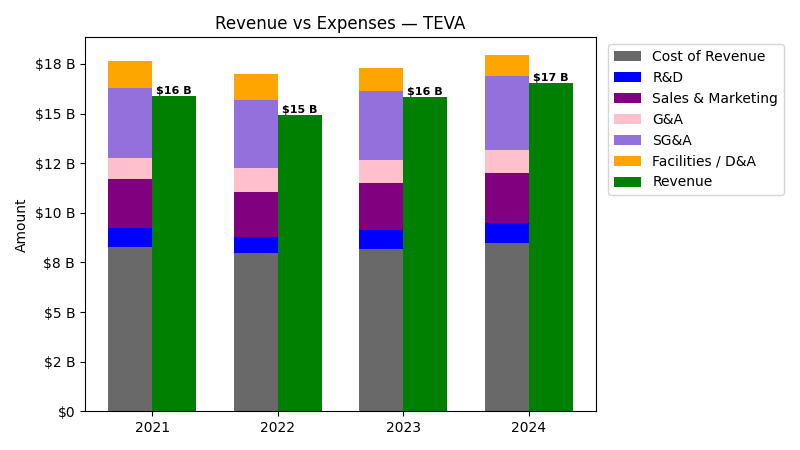 Revenue vs Expenses — TEVA
$18 B
$15 B
$12 B
$10 B
$8 B
$5 B
$2 B
$0
Amount
$16 B
$15 B
$16 B
$17 B
2021
2022
2023
2024
Cost of Revenue
R&D
Sales & Marketing
G&A
SG&A
Facilities / D&A
Revenue